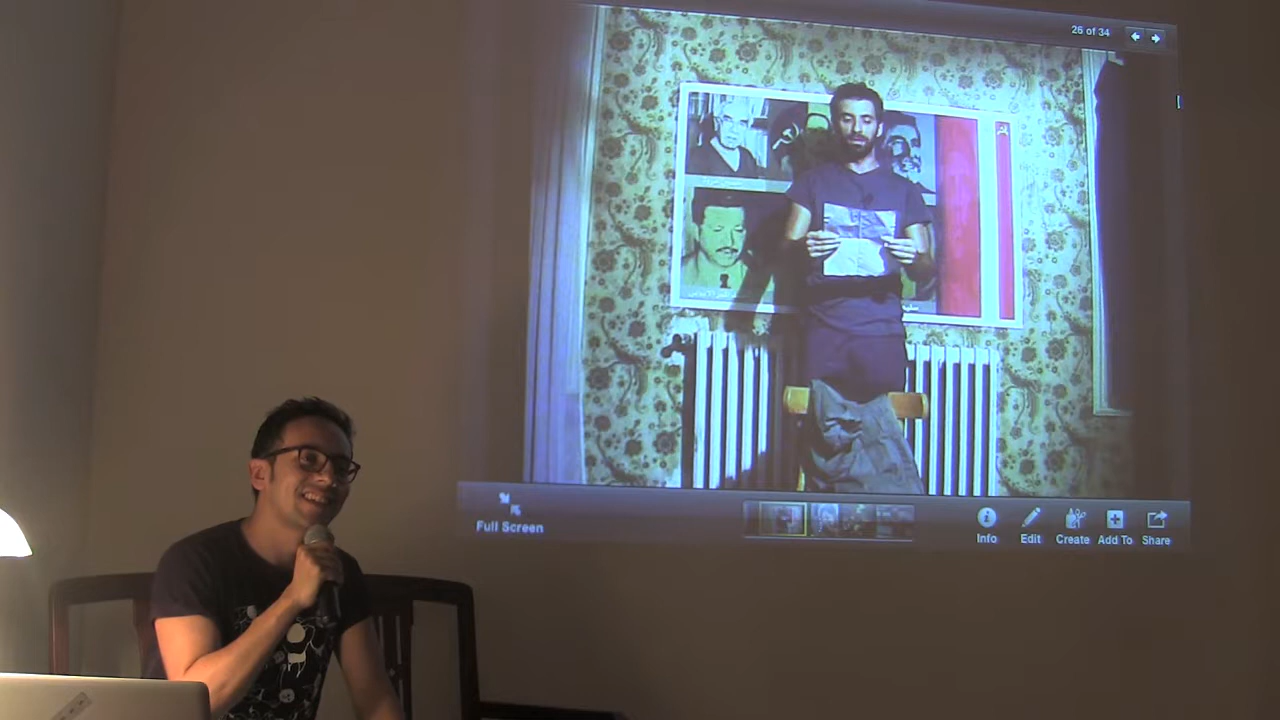 26 of 34
Full Screen
Info
Edit
Create
Add To
Share